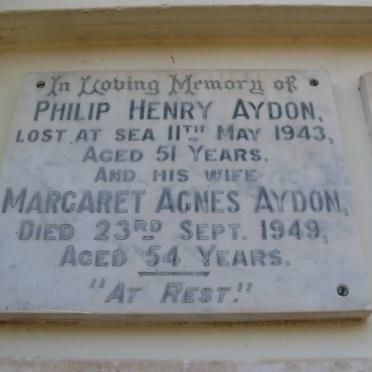 In Loving Memory of
PHILIP HENRY AYDON,
LOST AT SEA 11TH MAY 1943,
AGED 51 YEARS.
AND HIS WIFE
MARGARET AGNES AYDON,
DIED 23RD SEPT. 1949,
AGED 54 YEARS.
"AT REST."